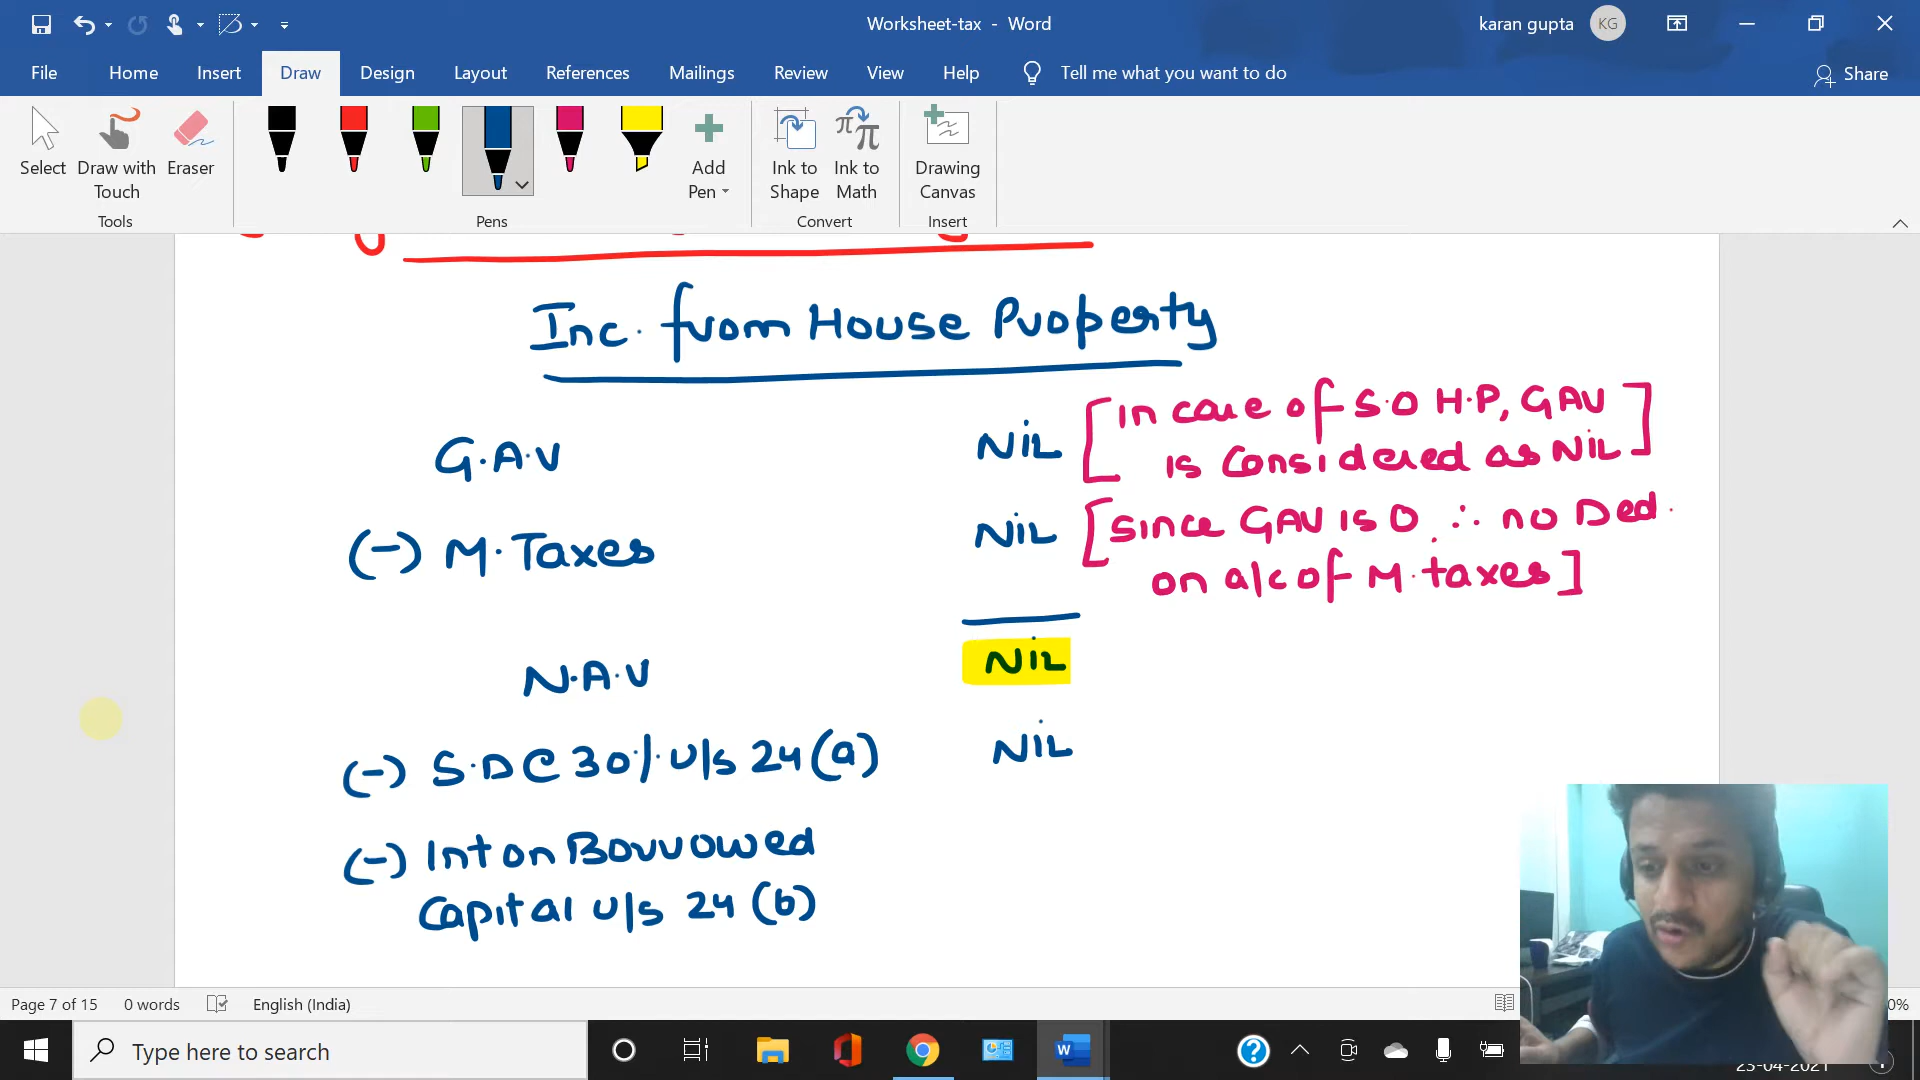 Worksheet-tax - Word
karan gupta
KG
File
Home
Insert
Draw
Design
Layout
References
Mailings
Review
View
Help
Tell me what you want to do
Share
Select
Draw with Touch
Eraser
Add Pen
Ink to Shape
Ink to Math
Drawing Canvas
Tools
Pens
Convert
Insert
Inc. from House Property
G.A.V
NiL
[In case of S.O H.P, GAV
is Considered as NiL]
(-) M.Taxes
NiL
[Since GAV is 0 ∴ no Ded.
on a/c of M.taxes]
N.A.V
NiL
(-) S.D @ 30% u/s 24(a)
NiL
(-) Int on Borrowed
Capital u/s 24 (b)
Page 7 of 15
0 words
English (India)
0%
Type here to search
W
23-04-2021